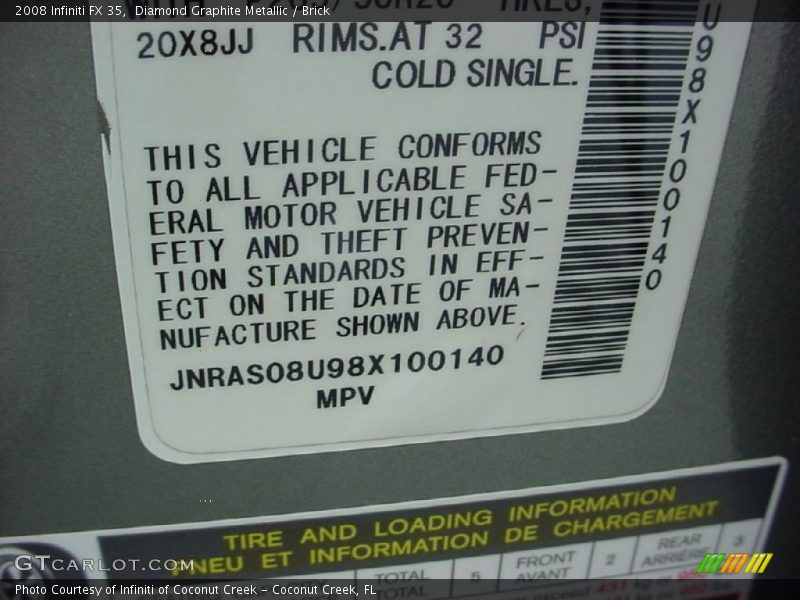 2008 Infiniti FX 35, Diamond Graphite Metallic / Brick
20X8JJ RIMS.AT 32 PSI
COLD SINGLE.
THIS VEHICLE CONFORMS
TO ALL APPLICABLE FED-
ERAL MOTOR VEHICLE SA-
FETY AND THEFT PREVEN-
TION STANDARDS IN EFF-
ECT ON THE DATE OF MA-
NUFACTURE SHOWN ABOVE.
JNRAS08U98X100140
MPV
U98X100140
TIRE AND LOADING INFORMATION
PNEU ET INFORMATION DE CHARGEMENT
TOTAL 5 FRONT 2 REAR 3
TOTAL AVANT ARRIÈRE
GTCarlot.com
Photo Courtesy of Infiniti of Coconut Creek - Coconut Creek, FL